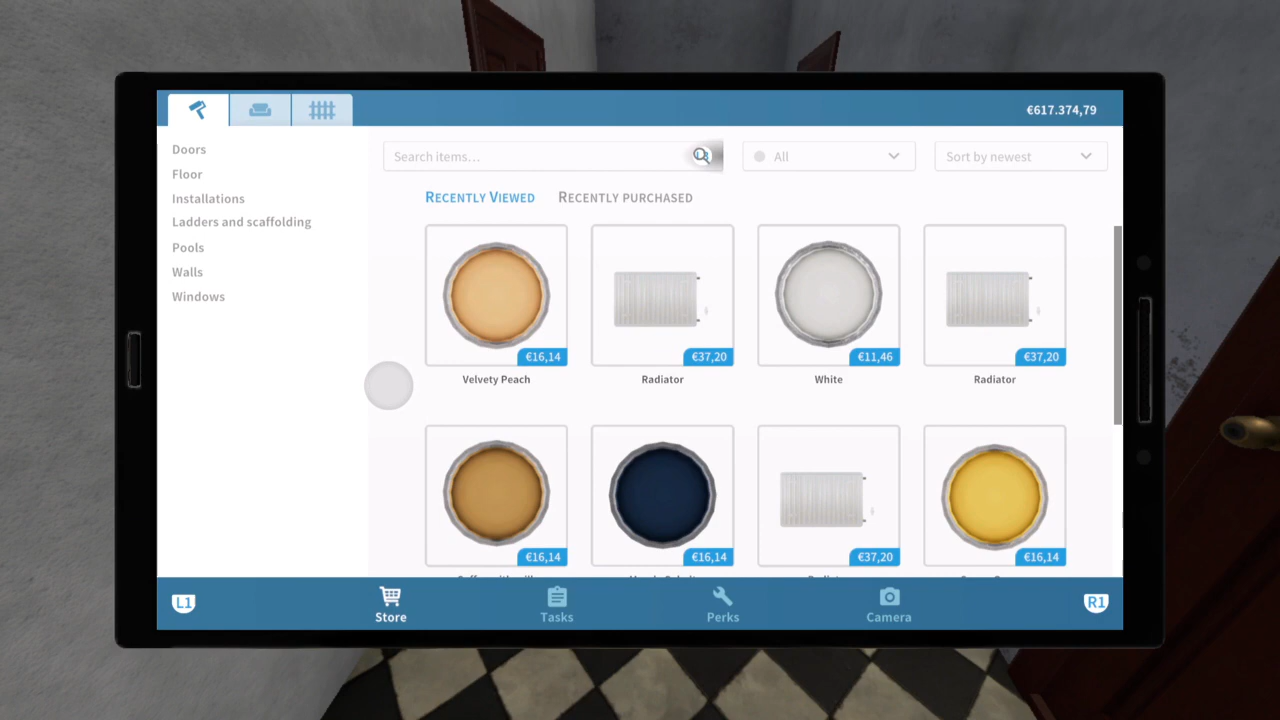 €617.374,79
Doors
Floor
Installations
Ladders and scaffolding
Pools
Walls
Windows
Search items...
All
Sort by newest
Recently Viewed
Recently purchased
€16,14
€37,20
€11,46
€37,20
Velvety Peach
Radiator
White
Radiator
€16,14
€16,14
€37,20
€16,14
L1
Store
Tasks
Perks
Camera
R1